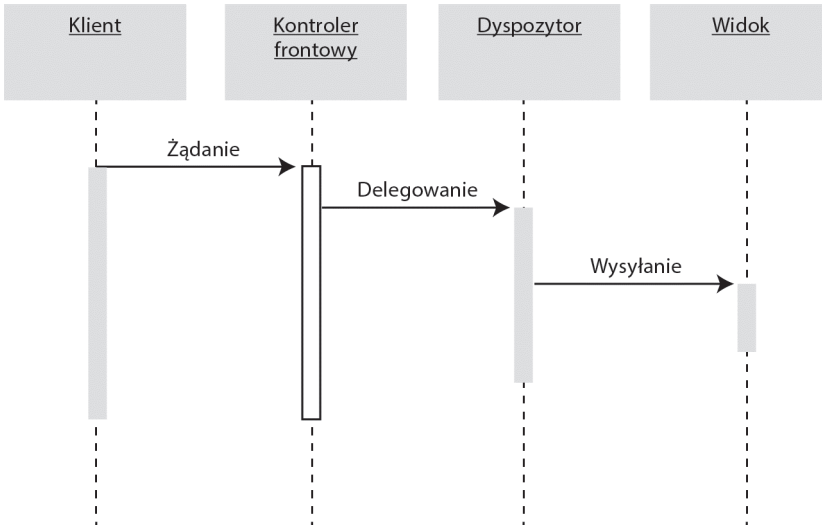 Klient
Kontroler
frontowy
Dyspozytor
Widok
Żądanie
Delegowanie
Wysyłanie